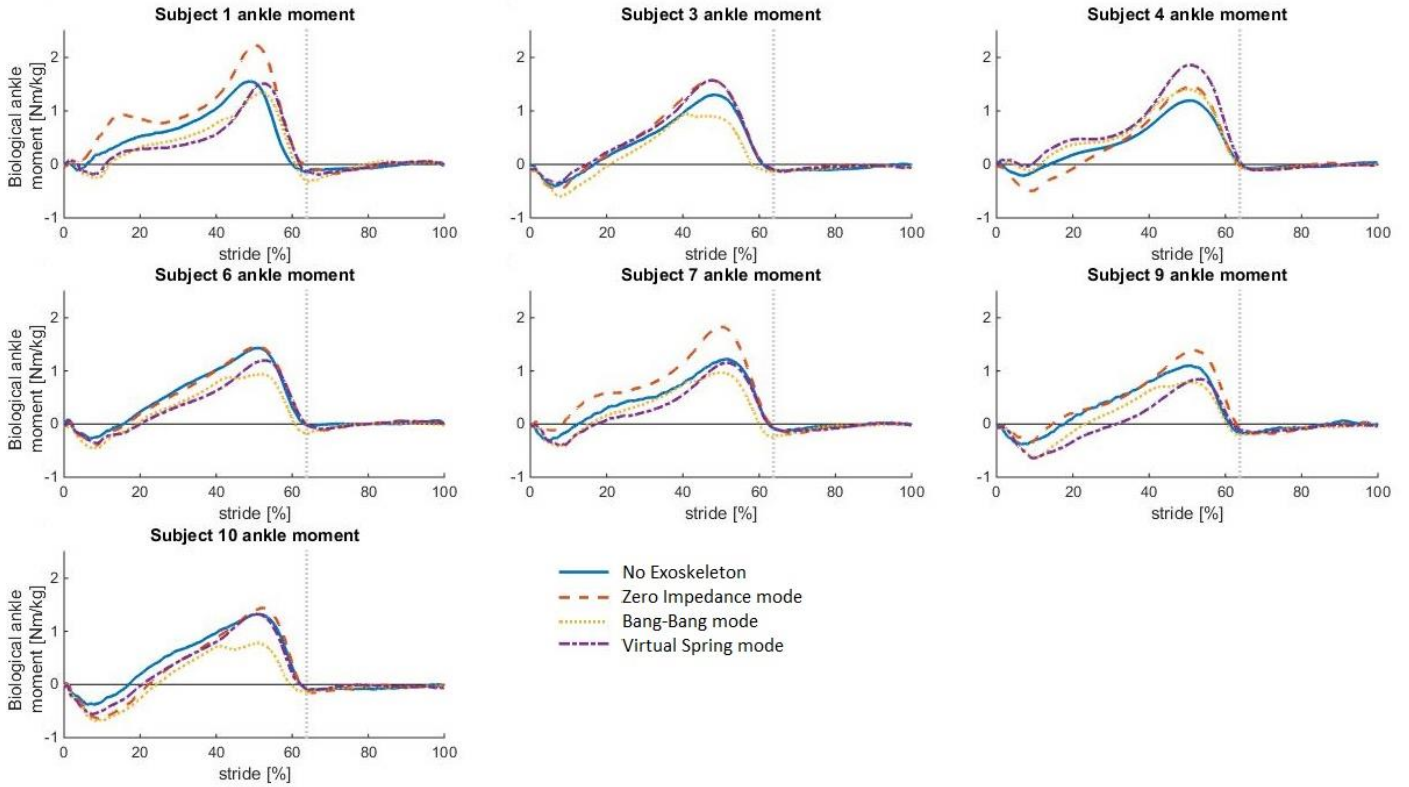 Subject 1 ankle moment
Biological ankle
moment [Nm/kg]
2
1
0
-1
0 20 40 60 80 100
stride [%]
Subject 3 ankle moment
2
1
0
-1
0 20 40 60 80 100
stride [%]
Subject 4 ankle moment
2
1
0
-1
0 20 40 60 80 100
stride [%]
Subject 6 ankle moment
Biological ankle
moment [Nm/kg]
2
1
0
-1
0 20 40 60 80 100
stride [%]
Subject 7 ankle moment
2
1
0
-1
0 20 40 60 80 100
stride [%]
Subject 9 ankle moment
2
1
0
-1
0 20 40 60 80 100
stride [%]
Subject 10 ankle moment
Biological ankle
moment [Nm/kg]
2
1
0
-1
0 20 40 60 80 100
stride [%]
No Exoskeleton
Zero Impedance mode
Bang-Bang mode
Virtual Spring mode